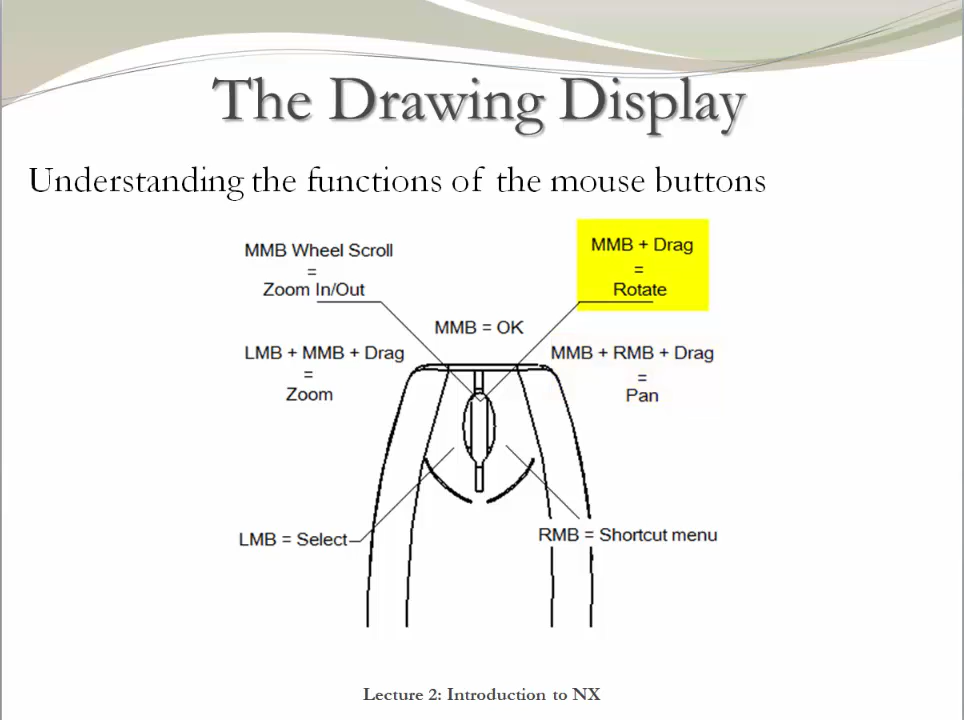 The Drawing Display
Understanding the functions of the mouse buttons
MMB Wheel Scroll
=
Zoom In/Out
MMB + Drag
=
Rotate
MMB = OK
LMB + MMB + Drag
=
Zoom
MMB + RMB + Drag
=
Pan
LMB = Select
RMB = Shortcut menu
Lecture 2: Introduction to NX